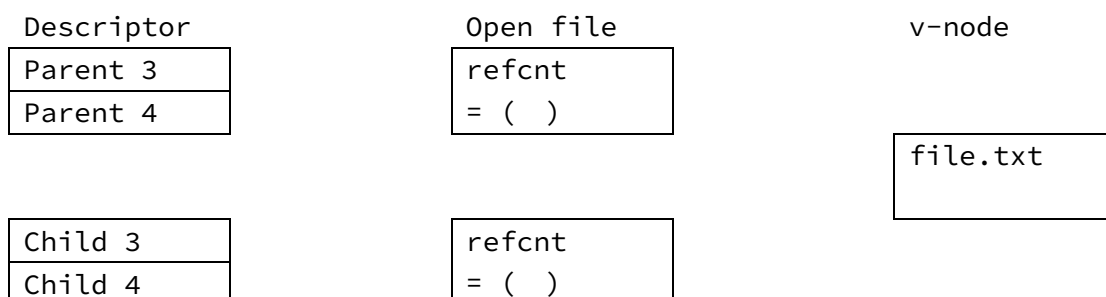 Descriptor Open file v-node
Parent 3 refcnt
Parent 4 = ( )
file.txt
Child 3 refcnt
Child 4 = ( )